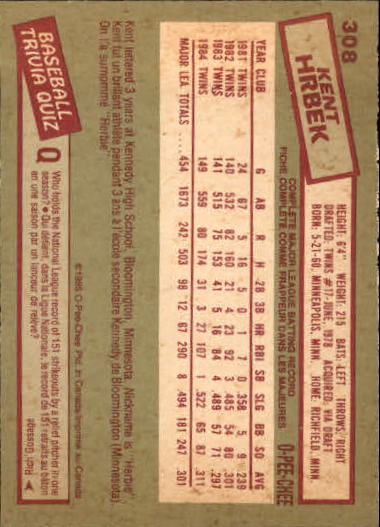 308
KENT
HRBEK
HEIGHT: 6'4" WEIGHT: 215 BATS: LEFT THROWS: RIGHT
DRAFTED: TWINS #17-JUNE, 1978 ACQUIRED: VIA DRAFT
BORN: 5-21-60, MINNEAPOLIS, MINN. HOME: RICHFIELD, MINN.
COMPLETE MAJOR LEAGUE BATTING RECORD
FICHE COMPLÈTE COMME FRAPPEUR DANS LES MAJEURES
O-PEE-CHEE
YEAR CLUB G AB R H 2B 3B HR RBI SB SLG BB SO AVG
1981 TWINS 24 67 5 16 5 0 1 7 0 .358 5 9 .239
1982 TWINS 140 532 82 160 21 4 23 92 3 .485 54 80 .301
1983 TWINS 141 515 75 153 41 5 16 84 4 .489 57 71 .297
1984 TWINS 149 559 80 174 31 3 27 107 1 .522 65 87 .311
MAJOR LEA. TOTALS 454 1673 242 503 98 12 67 290 8 .494 181 247 .301
Kent lettered 3 years at Kennedy High School, Bloomington, Minnesota. Nickname is "Herbie".
Kent fut un brillant athlète pendant 3 ans à l'école secondaire Kennedy de Bloomington (Minnesota).
On l'a surnommé "Herbie".
©1985 O-Pee-Chee Ptd. in Canada-Imprimé au Canada
BASEBALL
TRIVIA QUIZ
Q
Who holds the National League record of 151 strikeouts by a relief pitcher in one
season? • Qui détient, dans la Ligue Nationale, le record de 151 retraits au bâton
en une saison par un lanceur de relève?
A
Rich Gossage